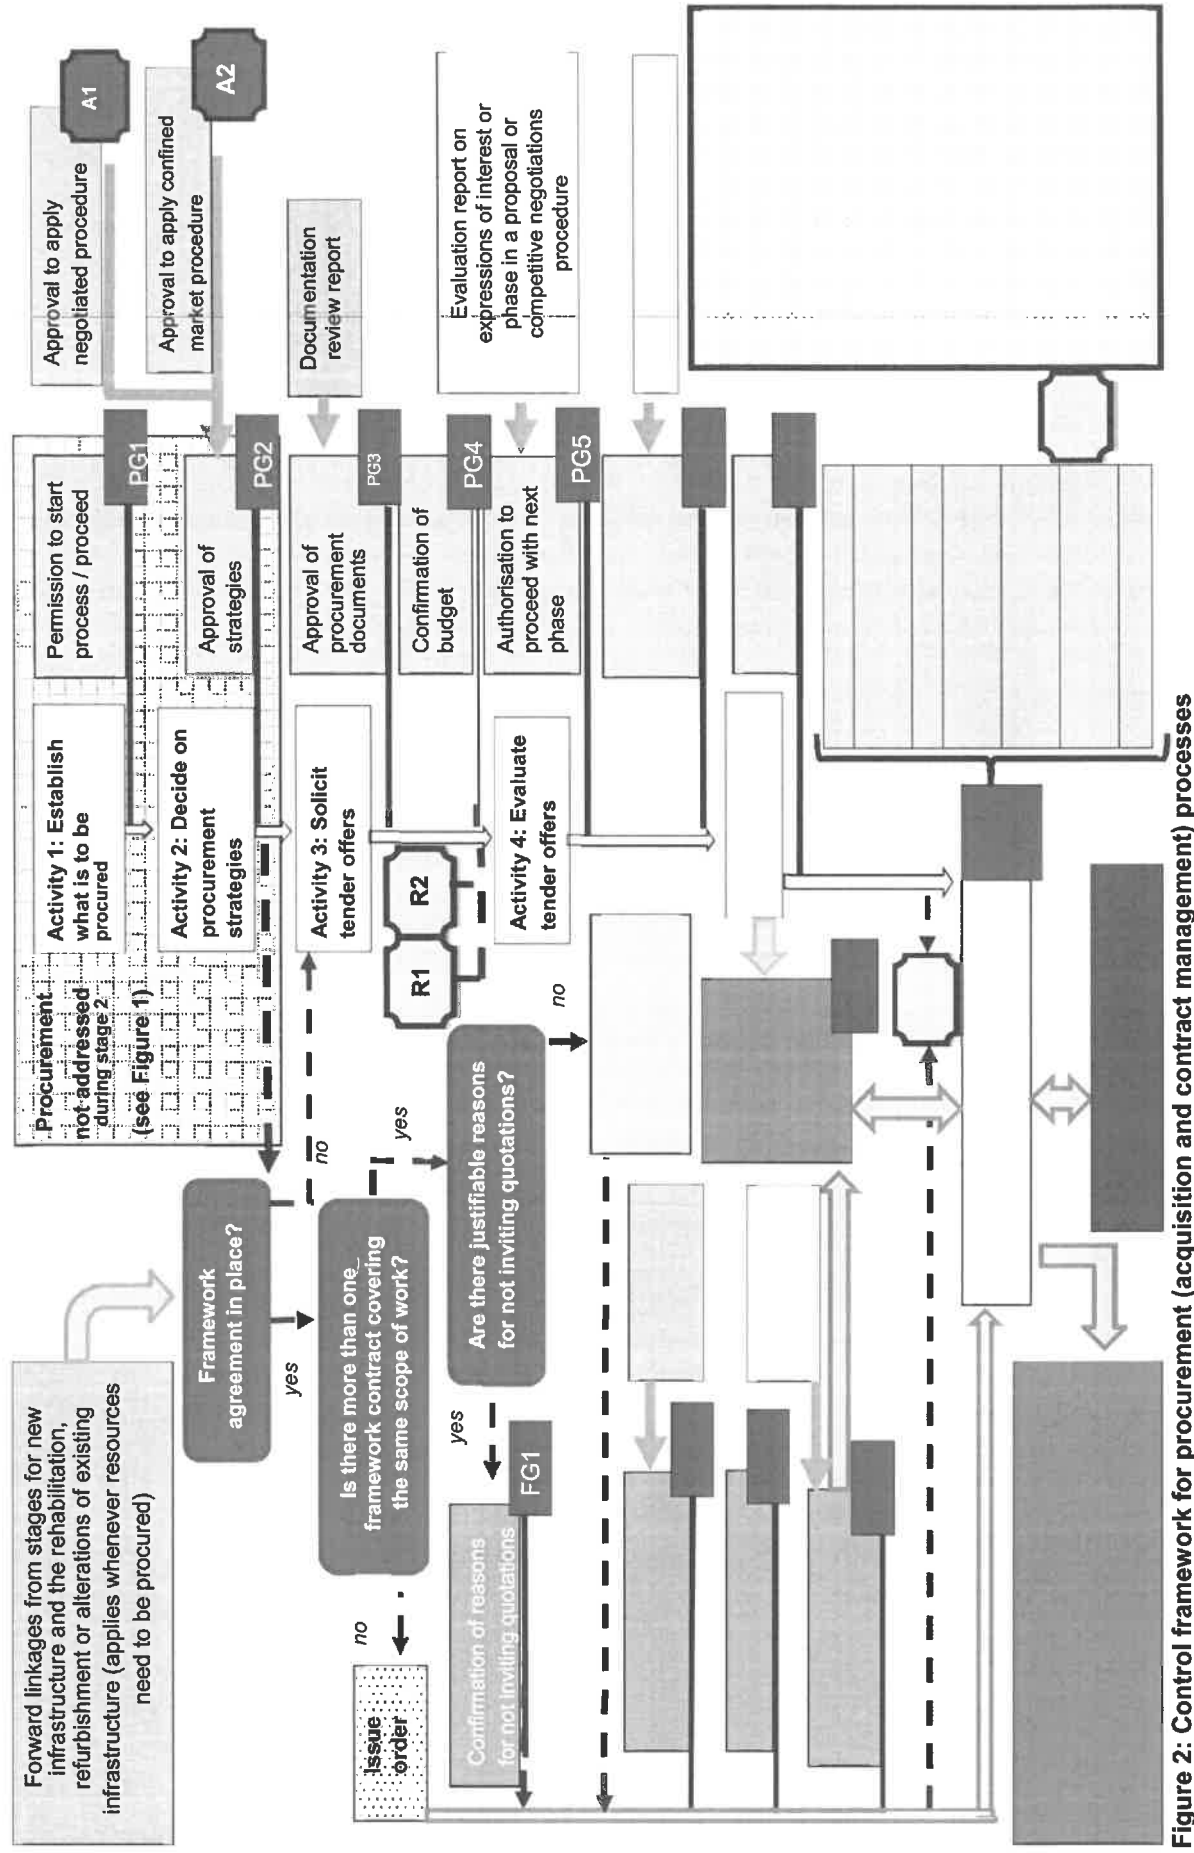 Forward linkages from stages for new
infrastructure and the rehabilitation,
refurbishment or alterations of existing
infrastructure (applies whenever resources
need to be procured)
Procurement
not addressed
during stage 2
(see Figure 1)
Activity 1: Establish
what is to be
procured
Permission to start
process / proceed
PG1
Approval to apply
negotiated procedure
A1
Activity 2: Decide on
procurement
strategies
Approval of
strategies
PG2
Approval to apply confined
market procedure
A2
Framework
agreement in place?
no
yes
Activity 3: Solicit
tender offers
Approval of
procurement
documents
PG3
Documentation
review report
Is there more than one
framework contract covering
the same scope of work?
yes
no
Issue
order
R1
R2
Confirmation of
budget
PG4
Are there justifiable reasons
for not inviting quotations?
no
yes
Activity 4: Evaluate
tender offers
Authorisation to
proceed with next
phase
PG5
Evaluation report on
expressions of interest or
phase in a proposal or
competitive negotiations
procedure
Confirmation of reasons
for not inviting quotations
FG1
Figure 2: Control framework for procurement (acquisition and contract management) processes